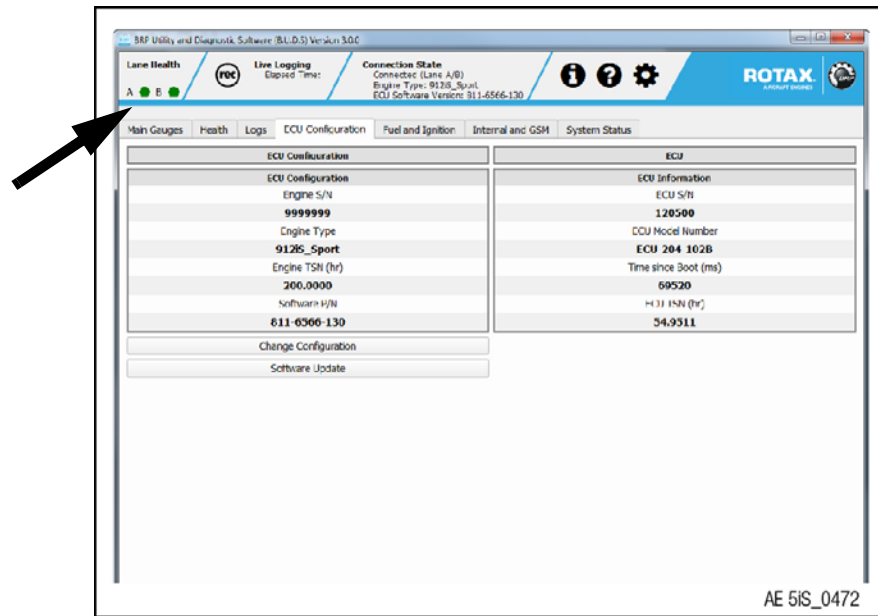 BRP Utility and Diagnostic Software (B.U.D.S) Version 3.0.0
Lane Health
A B
rec
Live Logging
Elapsed Time:
Connection State
Connected (Lane A/B)
Engine Type: 912iS_Sport
ECU Software Version: 811-6566-130
ROTAX
AIRCRAFT ENGINES
Main Gauges Health Logs ECU Configuration Fuel and Ignition Internal and GSM System Status
ECU Configuration
ECU Configuration
Engine S/N
9999999
Engine Type
912iS_Sport
Engine TSN (hr)
200.0000
Software P/N
811-6566-130
Change Configuration
Software Update
ECU
ECU Information
ECU S/N
120500
ECU Model Number
ECU 204 102B
Time since Boot (ms)
69520
ECU TSN (hr)
54.9511
AE 5iS_0472